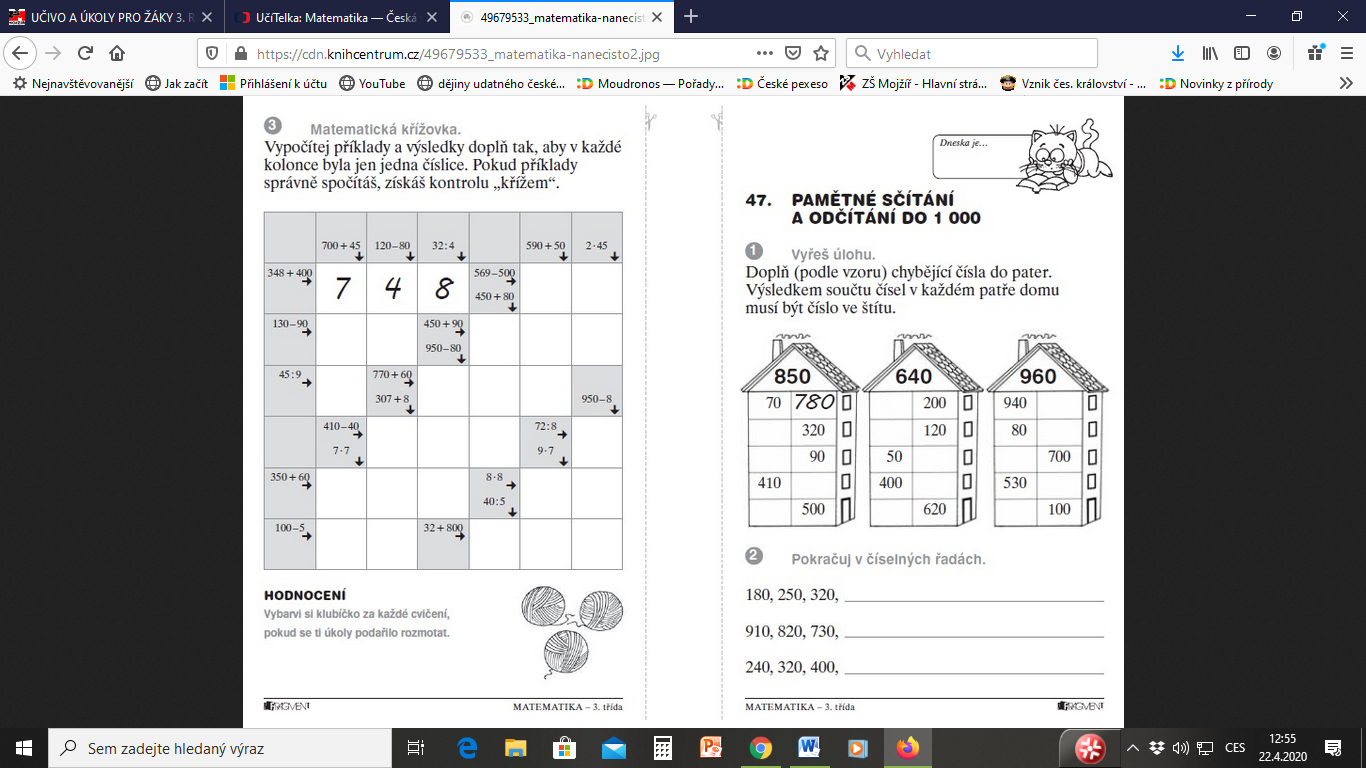 UČIVO A ÚKOLY PRO ŽÁKY 3. R
UčíTelka: Matematika — Česká
49679533_matematika-nanecist
https://cdn.knihcentrum.cz/49679533_matematika-nanecisto2.jpg
Vyhledat
Nejnavštěvovanější
Jak začít
Přihlášení k účtu
YouTube
dějiny udatného české...
Moudronos — Pořady...
České pexeso
ZŠ Mojžíř - Hlavní strá...
Vznik čes. království - ...
Novinky z přírody
3 Matematická křížovka.
Vypočítej příklady a výsledky doplň tak, aby v každé
kolonce byla jen jedna číslice. Pokud příklady
správně spočítáš, získáš kontrolu „křížem“.
700 + 45 120 – 80 32 : 4 590 + 50 2 · 45
348 + 400 7 4 8 569 – 500
450 + 80
130 – 90 450 + 90
950 – 80
45 : 9 770 + 60
307 + 8 950 – 8
410 – 40 72 : 8
7 · 7 9 · 7
350 + 60 8 · 8
40 : 5
100 – 5 32 + 800
HODNOCENÍ
Vybarvi si klubíčko za každé cvičení,
pokud se ti úkoly podařilo rozmotat.
FRAGMENT MATEMATIKA – 3. třída
Dneska je…
47. PAMĚTNÉ SČÍTÁNÍ
A ODČÍTÁNÍ DO 1 000
1 Vyřeš úlohu.
Doplň (podle vzoru) chybějící čísla do pater.
Výsledkem součtu čísel v každém patře domu
musí být číslo ve štítu.
850 640 960
70 780 200 940
320 120 80
90 50 700
410 400 530
500 620 100
2 Pokračuj v číselných řadách.
180, 250, 320,
910, 820, 730,
240, 320, 400,
MATEMATIKA – 3. třída FRAGMENT
Sem zadejte hledaný výraz
CES
12:55
22.4.2020